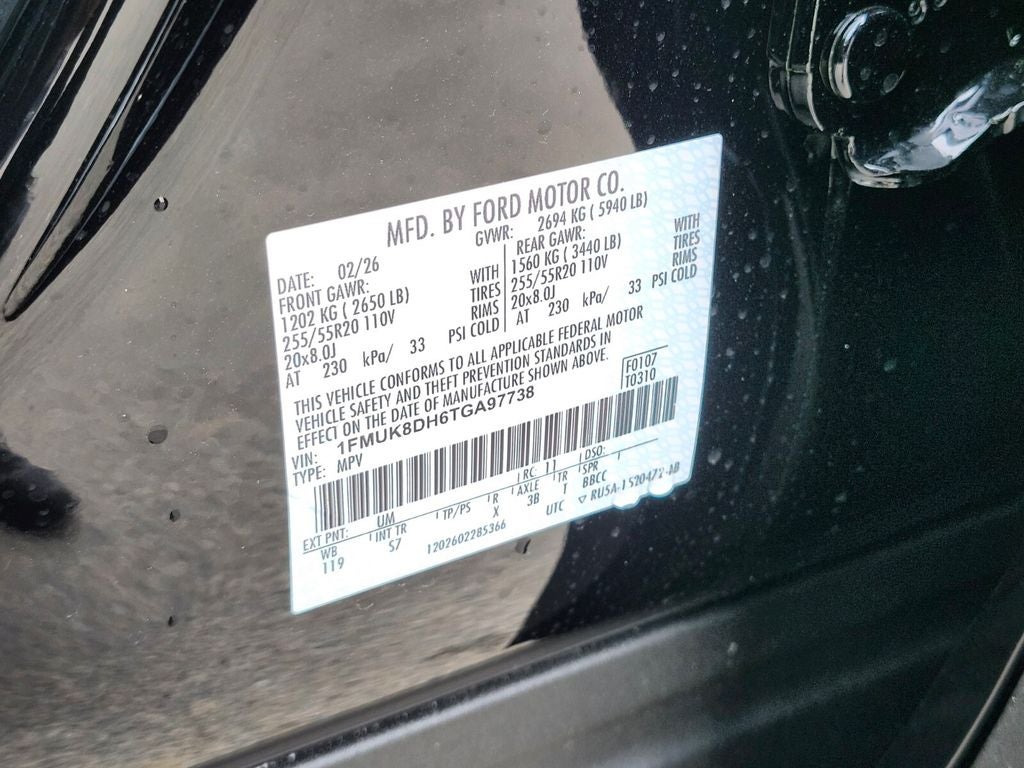 MFD. BY FORD MOTOR CO.
DATE: 02/26
GVWR: 2694 KG ( 5940 LB)
FRONT GAWR:
1202 KG ( 2650 LB)
WITH
255/55R20 110V
TIRES
20x8.0J
RIMS
AT 230 kPa/ 33 PSI COLD
REAR GAWR:
1560 KG ( 3440 LB)
WITH
255/55R20 110V
TIRES
20x8.0J
RIMS
AT 230 kPa/ 33 PSI COLD
THIS VEHICLE CONFORMS TO ALL APPLICABLE FEDERAL MOTOR
VEHICLE SAFETY AND THEFT PREVENTION STANDARDS IN
EFFECT ON THE DATE OF MANUFACTURE SHOWN ABOVE.
F0107
T0310
VIN: 1FMUK8DH6TGA97738
TYPE: MPV
EXT PNT: UM RC: 11 DSO:
WB INT TR TP/PS R AXLE TR SPR
119 S7 X 3B T BBCC
1202602285366 UTC ▽ RU5A-1520472-AB